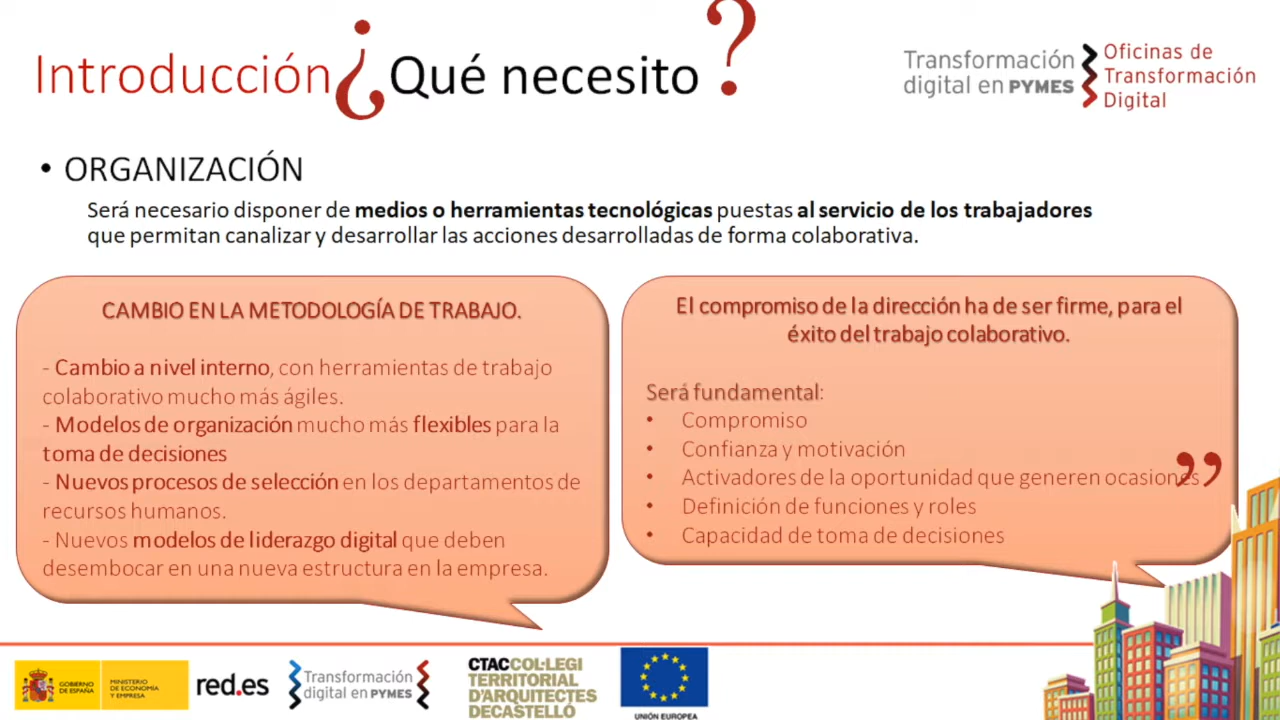 Introducción ¿Qué necesito?
Transformación
digital en PYMES
Oficinas de
Transformación
Digital
• ORGANIZACIÓN
Será necesario disponer de medios o herramientas tecnológicas puestas al servicio de los trabajadores
que permitan canalizar y desarrollar las acciones desarrolladas de forma colaborativa.
CAMBIO EN LA METODOLOGÍA DE TRABAJO.
- Cambio a nivel interno, con herramientas de trabajo
colaborativo mucho más ágiles.
- Modelos de organización mucho más flexibles para la
toma de decisiones
- Nuevos procesos de selección en los departamentos de
recursos humanos.
- Nuevos modelos de liderazgo digital que deben
desembocar en una nueva estructura en la empresa.
El compromiso de la dirección ha de ser firme, para el
éxito del trabajo colaborativo.
Será fundamental:
• Compromiso
• Confianza y motivación
• Activadores de la oportunidad que generen ocasiones
• Definición de funciones y roles
• Capacidad de toma de decisiones
”
GOBIERNO
DE ESPAÑA
MINISTERIO
DE ECONOMÍA
Y EMPRESA
red.es
Transformación
digital en PYMES
CTAC COL·LEGI
TERRITORIAL
D'ARQUITECTES
DE CASTELLÓ
UNIÓN EUROPEA